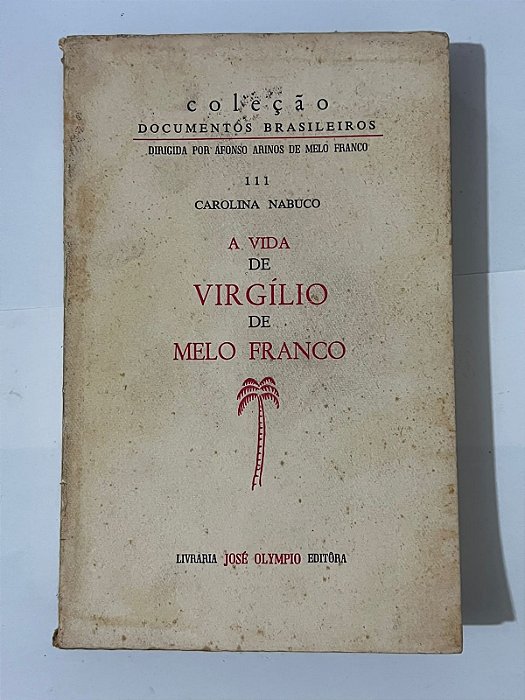 coleção
DOCUMENTOS BRASILEIROS
DIRIGIDA POR AFONSO ARINOS DE MELO FRANCO
111
CAROLINA NABUCO
A VIDA
DE
VIRGÍLIO
DE
MELO FRANCO
LIVRARIA JOSÉ OLYMPIO EDITÔRA